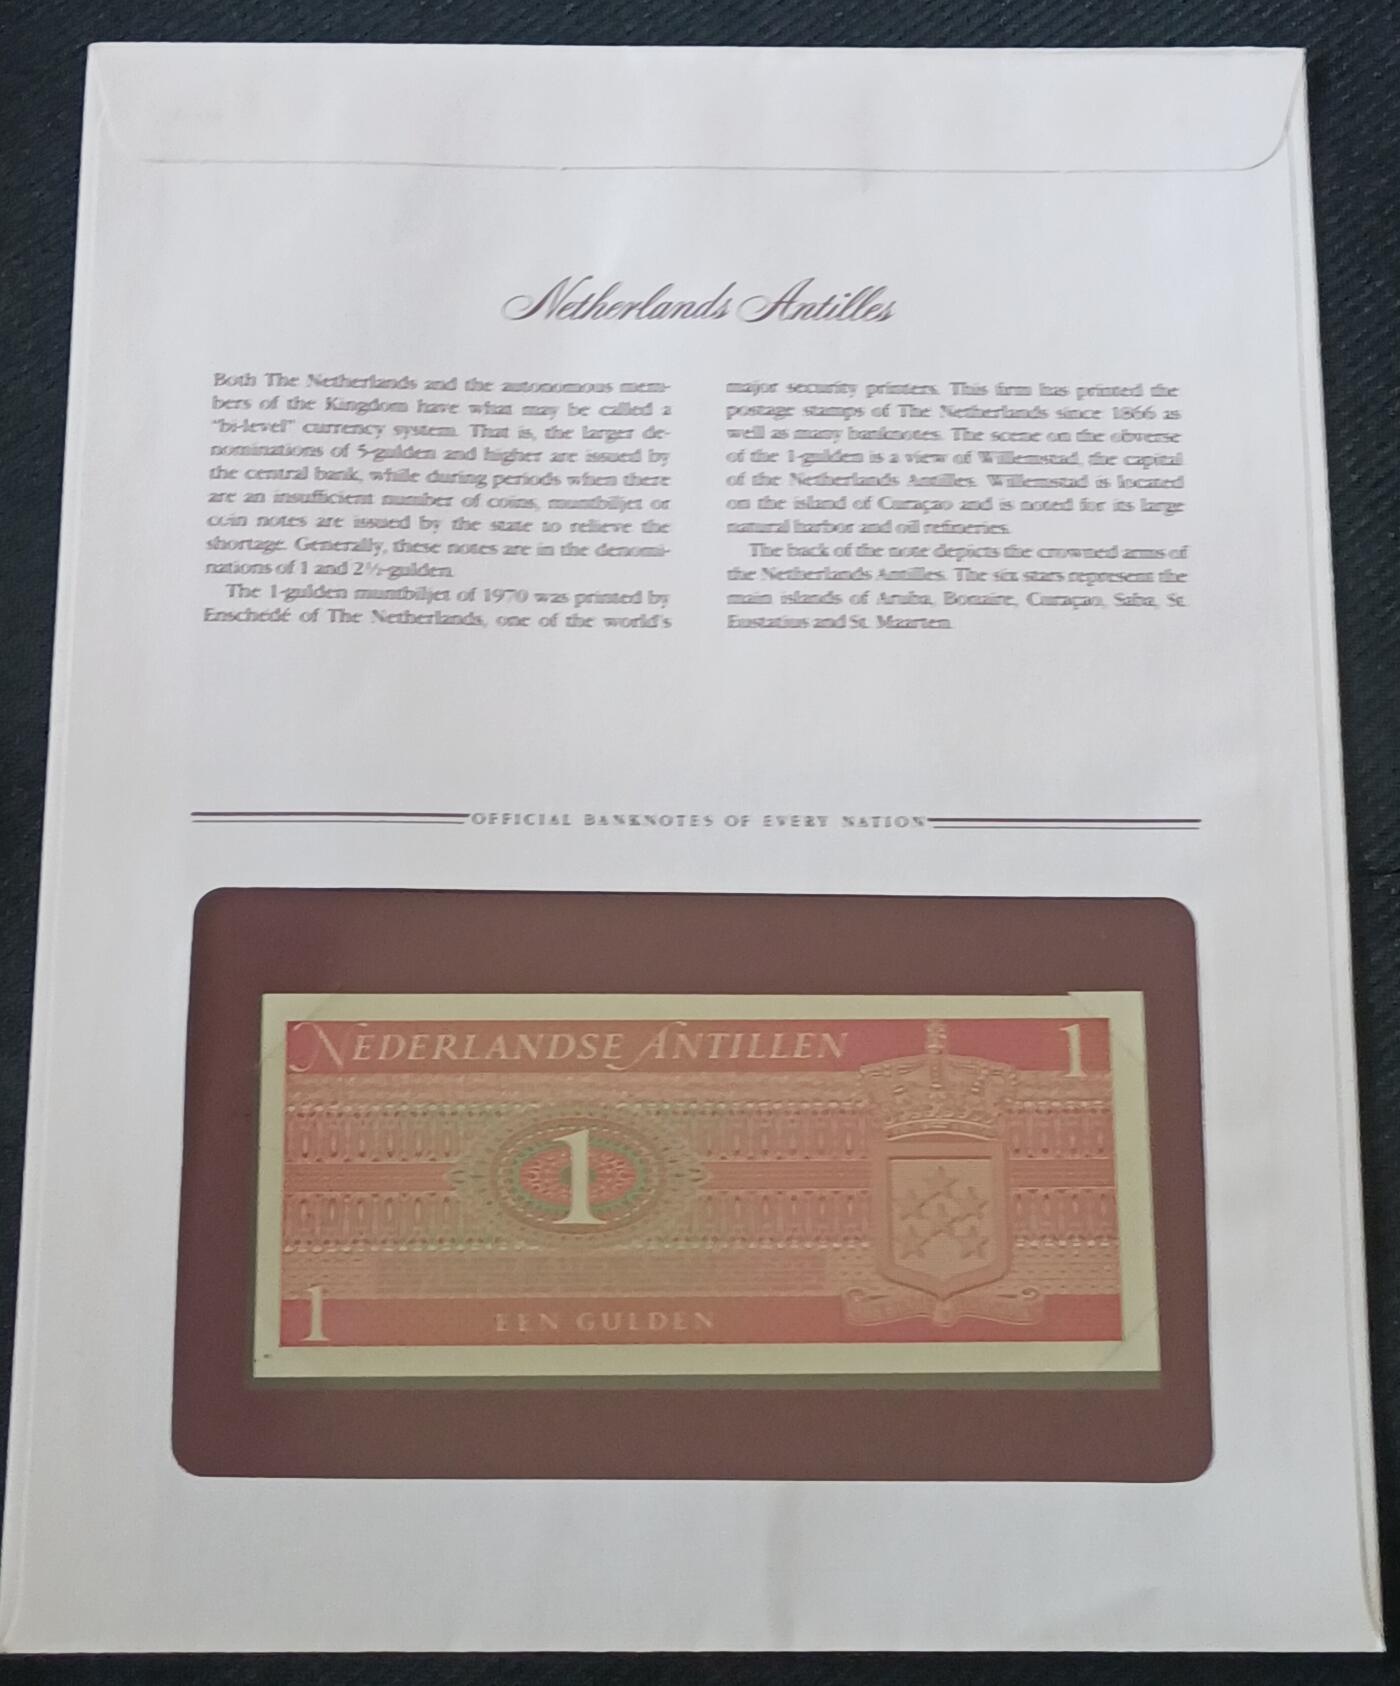 Netherlands Antilles
Both The Netherlands and the autonomous mem-
bers of the Kingdom have what may be called a
"bi-level" currency system. That is, the larger de-
nominations of 5-gulden and higher are issued by
the central bank, while during periods when there
are an insufficient number of coins, muntbiljet or
coin notes are issued by the state to relieve the
shortage. Generally, these notes are in the denomi-
nations of 1 and 2½-gulden.
The 1-gulden muntbiljet of 1970 was printed by
Enschedé of The Netherlands, one of the world's
major security printers. This firm has printed the
postage stamps of The Netherlands since 1866 as
well as many banknotes. The scene on the obverse
of the 1-gulden is a view of Willemstad, the capital
of the Netherlands Antilles. Willemstad is located
on the island of Curaçao and is noted for its large
natural harbor and oil refineries.
The back of the note depicts the crowned arms of
the Netherlands Antilles. The six stars represent the
main islands of Aruba, Bonaire, Curaçao, Saba, St.
Eustatius and St. Maarten.
OFFICIAL BANKNOTES OF EVERY NATION
NEDERLANDSE ANTILLEN
1
1
1
EEN GULDEN